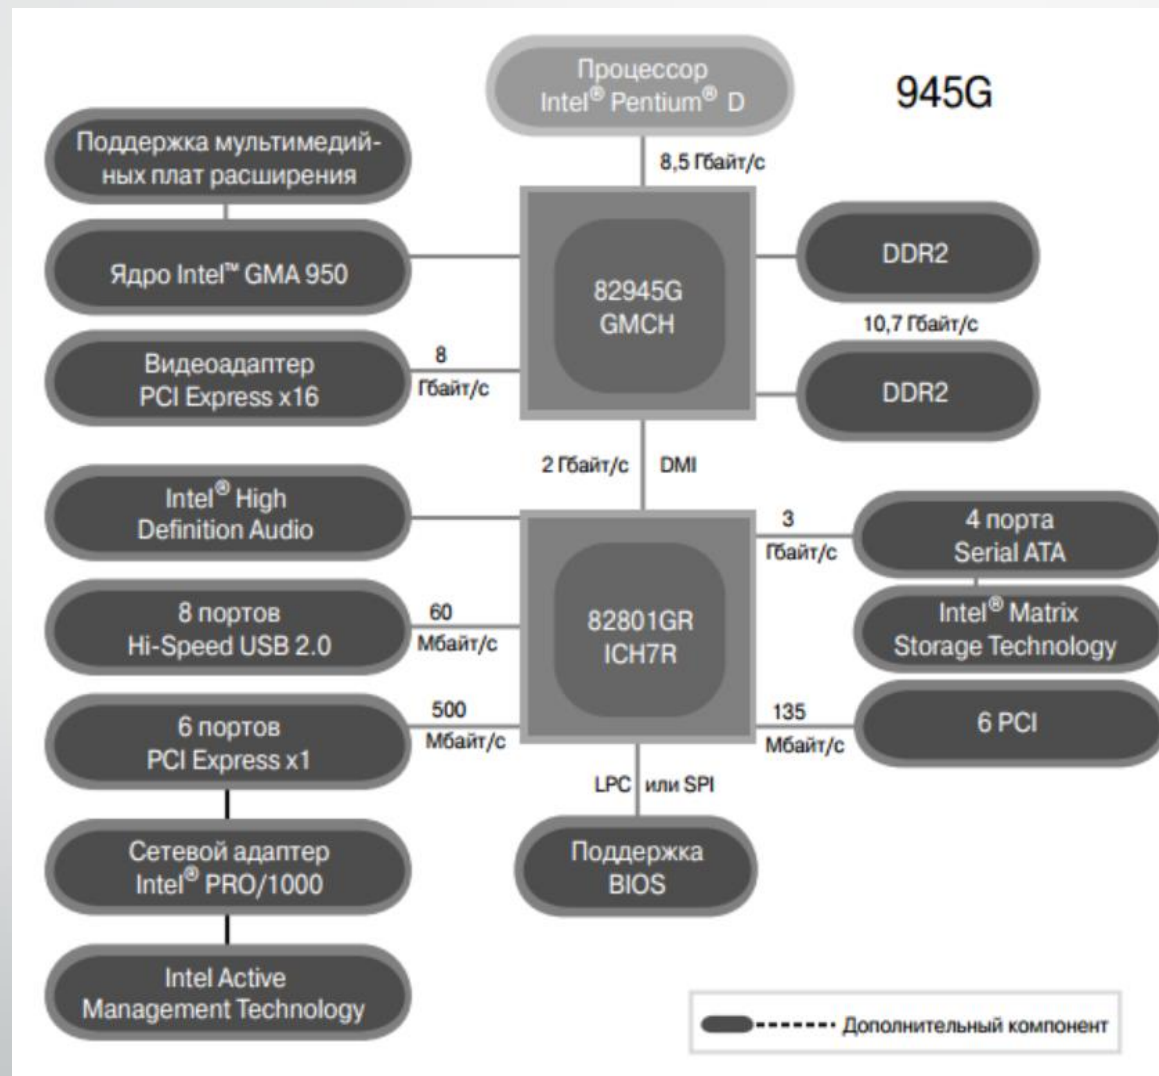 Процессор
Intel® Pentium® D
945G
8,5 Гбайт/с
Поддержка мультимедий-
ных плат расширения
Ядро Intel™ GMA 950
Видеоадаптер
PCI Express x16
8
Гбайт/с
82945G
GMCH
DDR2
10,7 Гбайт/с
DDR2
2 Гбайт/с
DMI
Intel® High
Definition Audio
8 портов
Hi-Speed USB 2.0
60
Мбайт/с
6 портов
PCI Express x1
500
Мбайт/с
82801GR
ICH7R
3
Гбайт/с
4 порта
Serial ATA
Intel® Matrix
Storage Technology
135
Мбайт/с
6 PCI
LPC или SPI
Поддержка
BIOS
Сетевой адаптер
Intel® PRO/1000
Intel Active
Management Technology
Дополнительный компонент